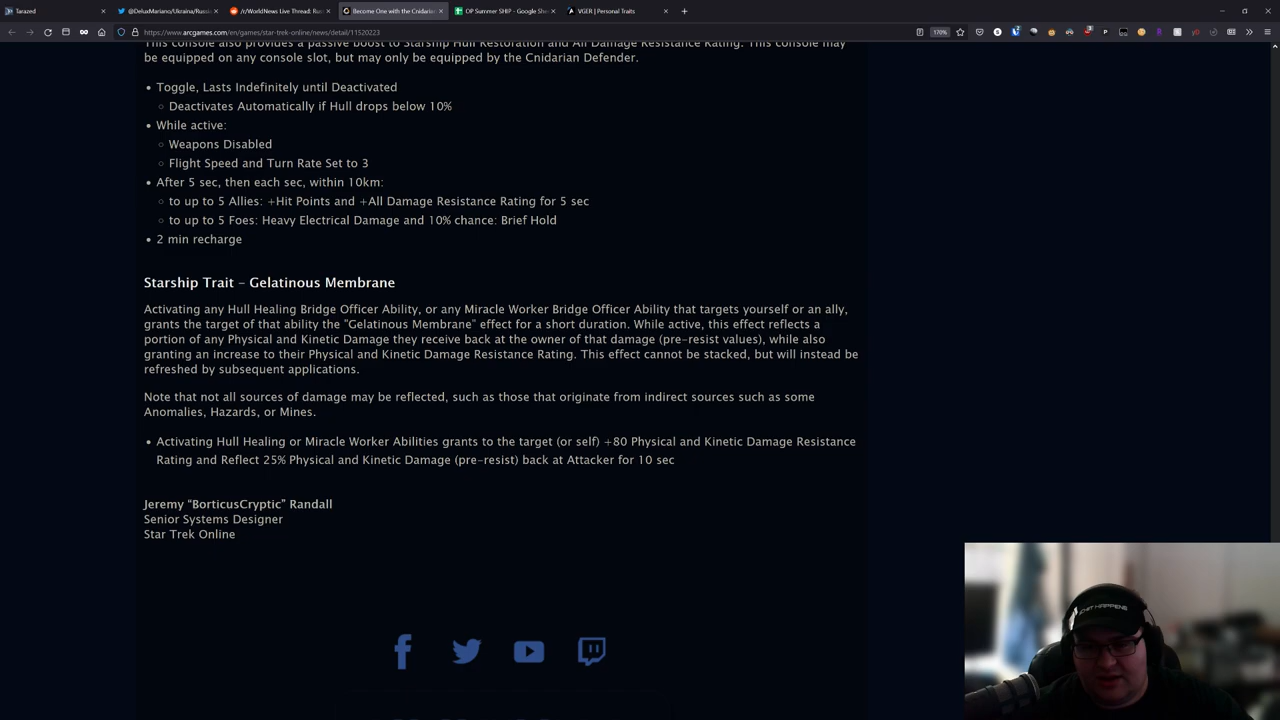 Tarazed
@DeluxMariano/Ukraina/Russi
/r/WorldNews Live Thread: Rus
Become One with the Cnidarian
OP Summer SHIP - Google She
VGER | Personal Traits
https://www.arcgames.com/en/games/star-trek-online/news/detail/11520223
170%
This console also provides a passive boost to Starship Hull Restoration and All Damage Resistance Rating. This console may
be equipped on any console slot, but may only be equipped by the Cnidarian Defender.
• Toggle, Lasts Indefinitely until Deactivated
○ Deactivates Automatically if Hull drops below 10%
• While active:
○ Weapons Disabled
○ Flight Speed and Turn Rate Set to 3
• After 5 sec, then each sec, within 10km:
○ to up to 5 Allies: +Hit Points and +All Damage Resistance Rating for 5 sec
○ to up to 5 Foes: Heavy Electrical Damage and 10% chance: Brief Hold
• 2 min recharge
Starship Trait – Gelatinous Membrane
Activating any Hull Healing Bridge Officer Ability, or any Miracle Worker Bridge Officer Ability that targets yourself or an ally,
grants the target of that ability the "Gelatinous Membrane" effect for a short duration. While active, this effect reflects a
portion of any Physical and Kinetic Damage they receive back at the owner of that damage (pre-resist values), while also
granting an increase to their Physical and Kinetic Damage Resistance Rating. This effect cannot be stacked, but will instead be
refreshed by subsequent applications.
Note that not all sources of damage may be reflected, such as those that originate from indirect sources such as some
Anomalies, Hazards, or Mines.
• Activating Hull Healing or Miracle Worker Abilities grants to the target (or self) +80 Physical and Kinetic Damage Resistance
Rating and Reflect 25% Physical and Kinetic Damage (pre-resist) back at Attacker for 10 sec
Jeremy “BorticusCryptic” Randall
Senior Systems Designer
Star Trek Online